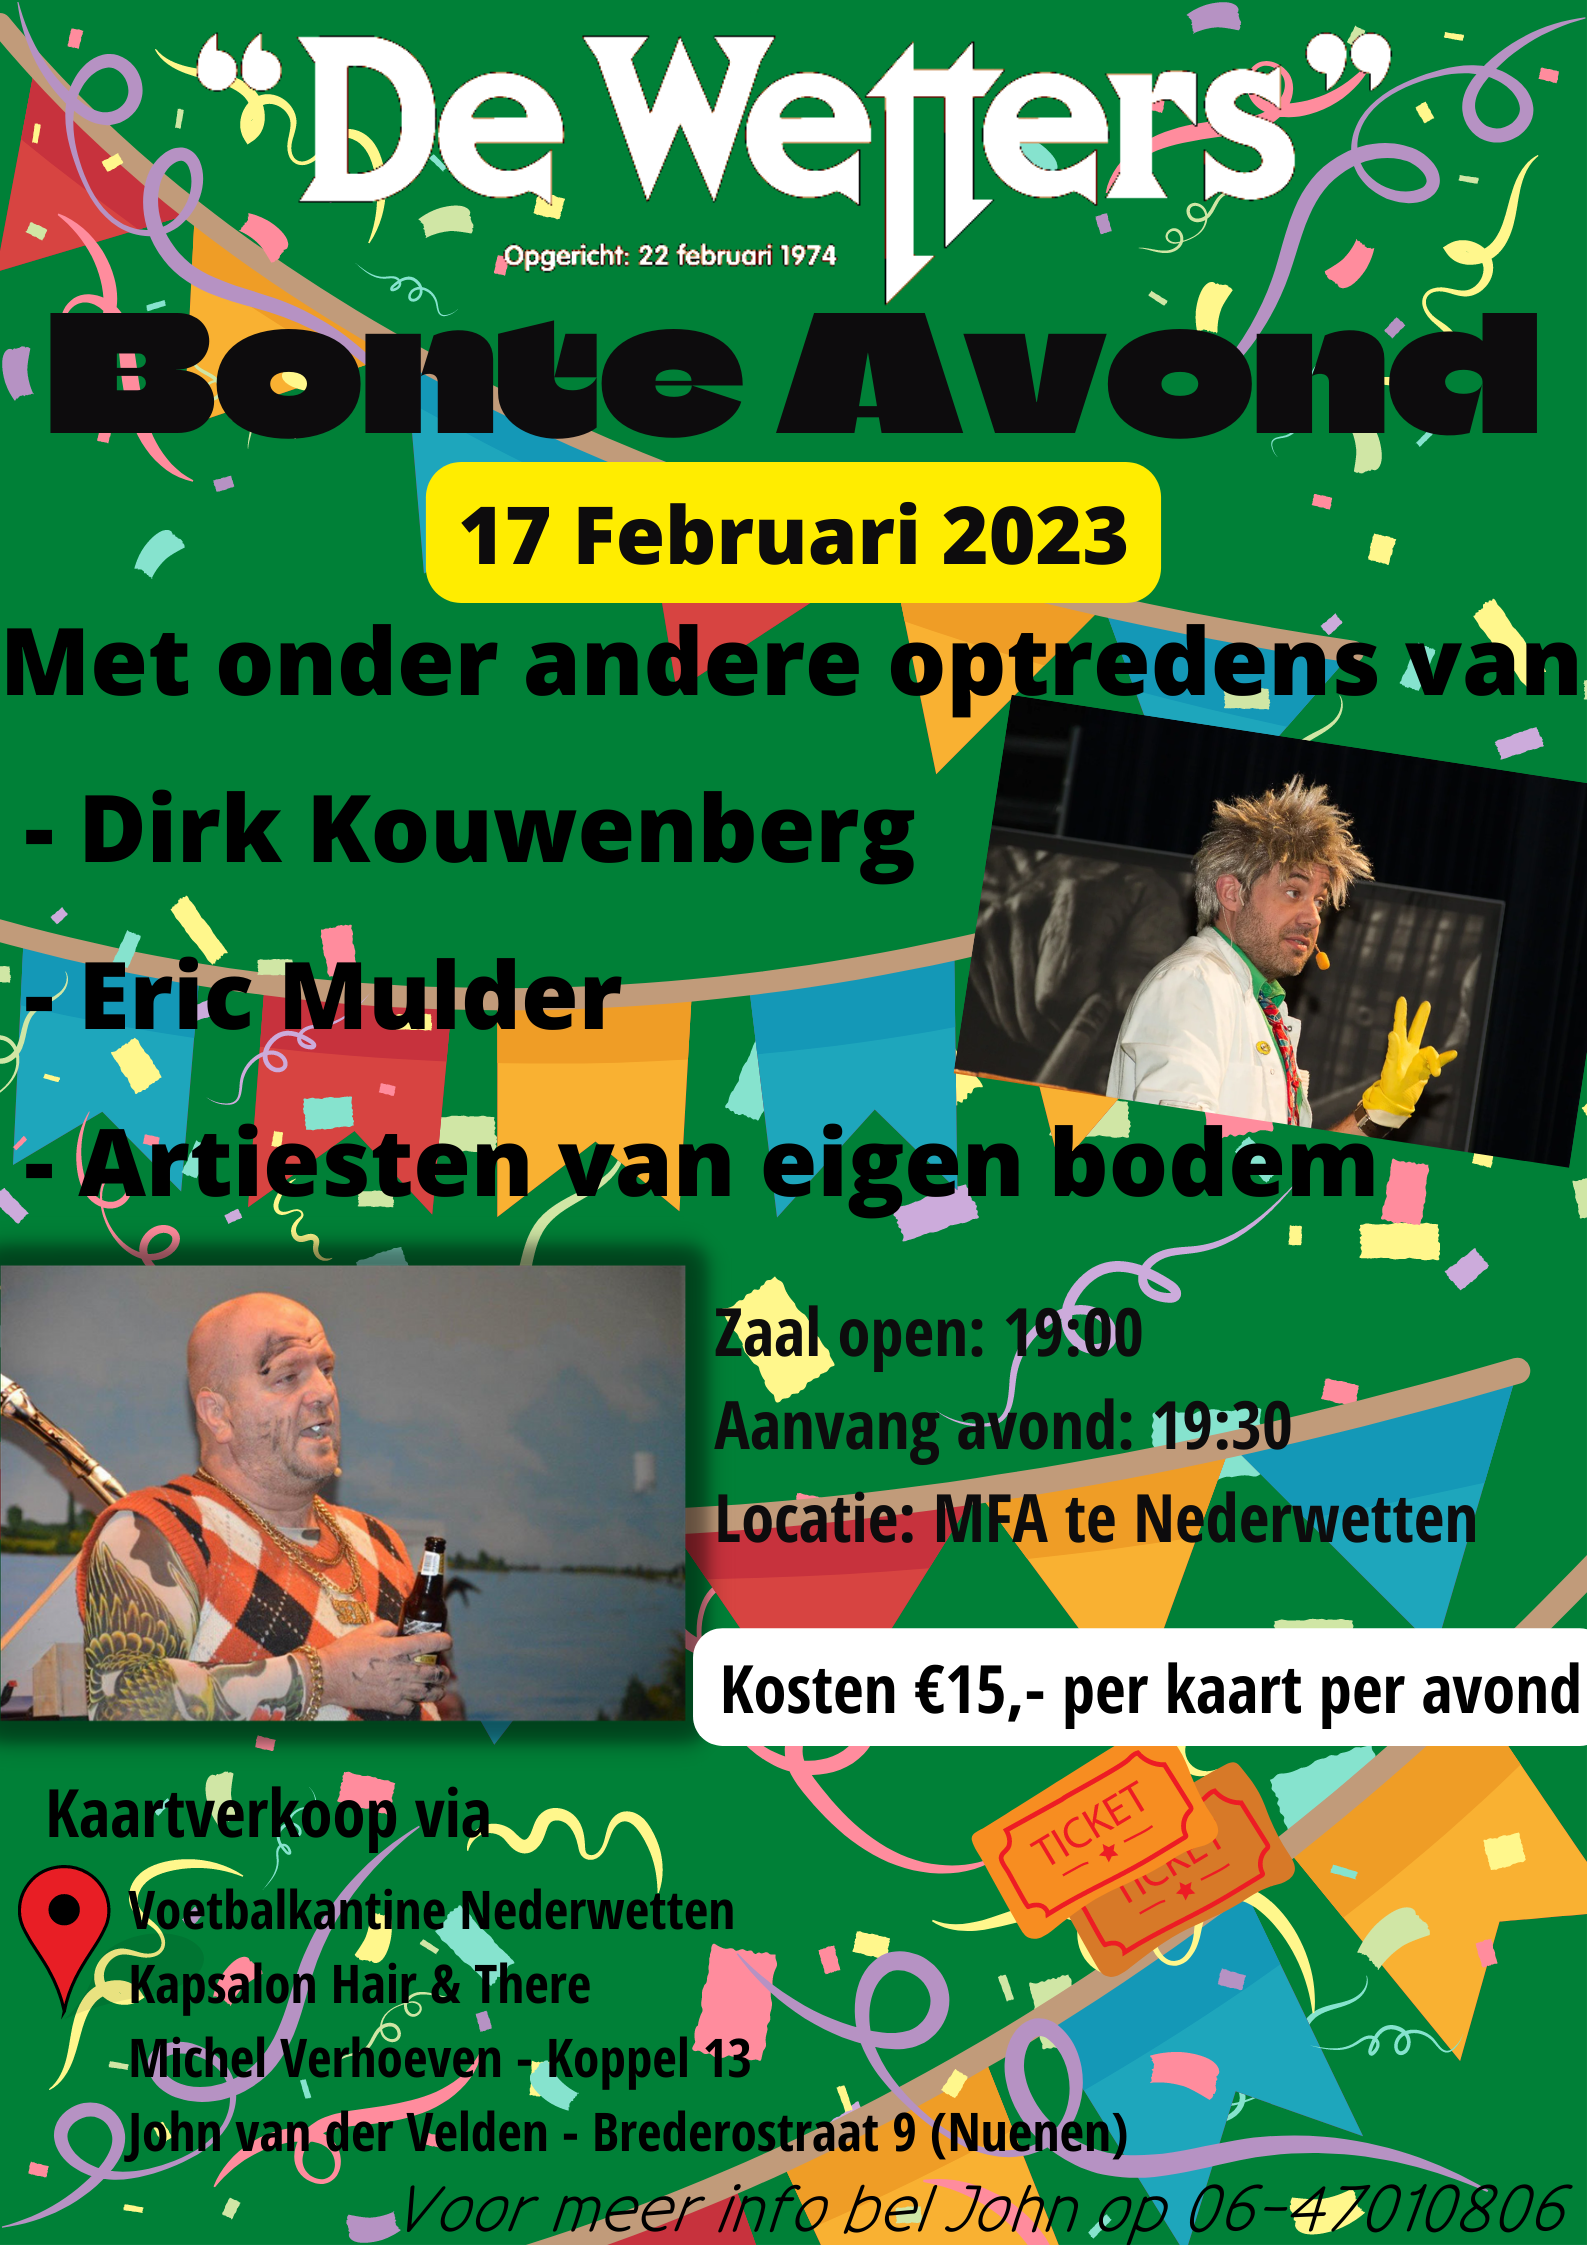 “De Wetters”
Opgericht: 22 februari 1974
Bonte Avond
17 Februari 2023
Met onder andere optredens van
- Dirk Kouwenberg
- Eric Mulder
- Artiesten van eigen bodem
Zaal open: 19:00
Aanvang avond: 19:30
Locatie: MFA te Nederwetten
Kosten €15,- per kaart per avond
TICKET
TICKET
Kaartverkoop via
Voetbalkantine Nederwetten
Kapsalon Hair & There
Michel Verhoeven - Koppel 13
John van der Velden - Brederostraat 9 (Nuenen)
Voor meer info bel John op 06-47010806